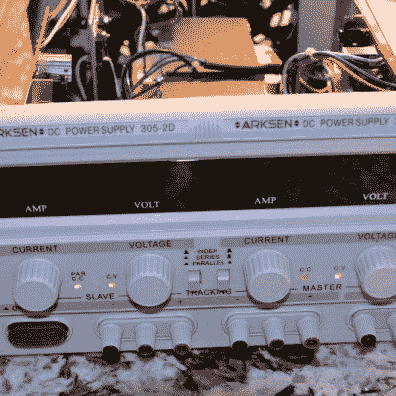 ARKSEN DC POWER SUPPLY 305-2D
ARKSEN DC POWER SUPPLY
AMP VOLT AMP VOLT
CURRENT VOLTAGE CURRENT VOLTAGE
INDEP
SERIES
PARALLEL
PAR
C.C C.V C.C C.V
SLAVE TRACKING MASTER